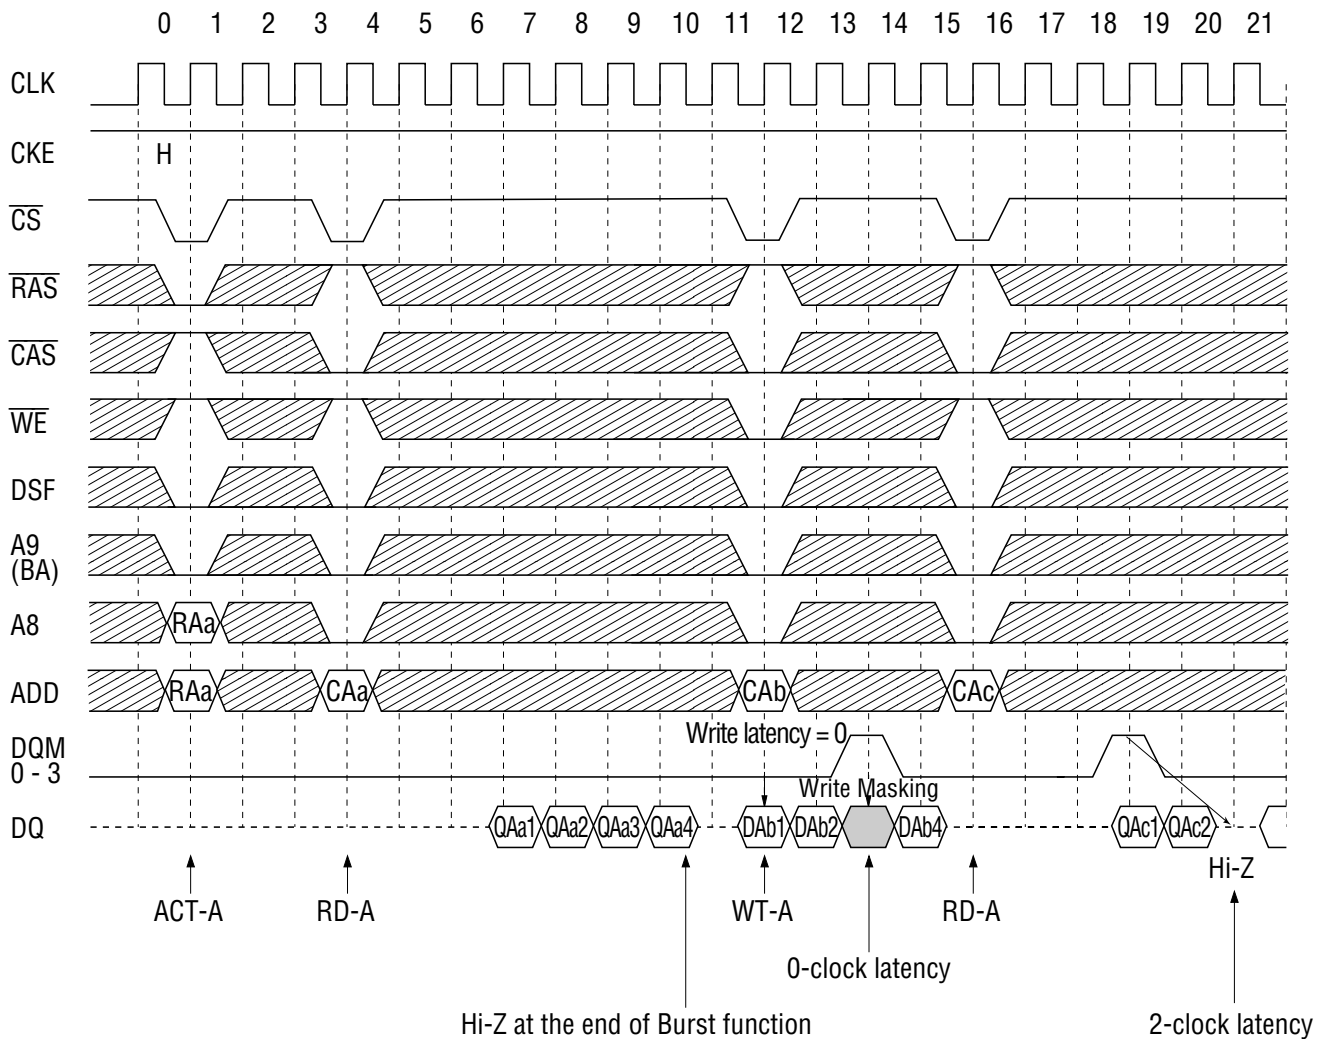 0 1 2 3 4 5 6 7 8 9 10 11 12 13 14 15 16 17 18 19 20 21
CLK
CKE H
CS
RAS
CAS
WE
DSF
A9
(BA)
A8 RAa
ADD RAa CAa CAb CAc
Write latency = 0
DQM
0 - 3
Write Masking
DQ QAa1 QAa2 QAa3 QAa4 DAb1 DAb2 DAb4 QAc1 QAc2
Hi-Z
ACT-A RD-A WT-A RD-A
0-clock latency
Hi-Z at the end of Burst function 2-clock latency